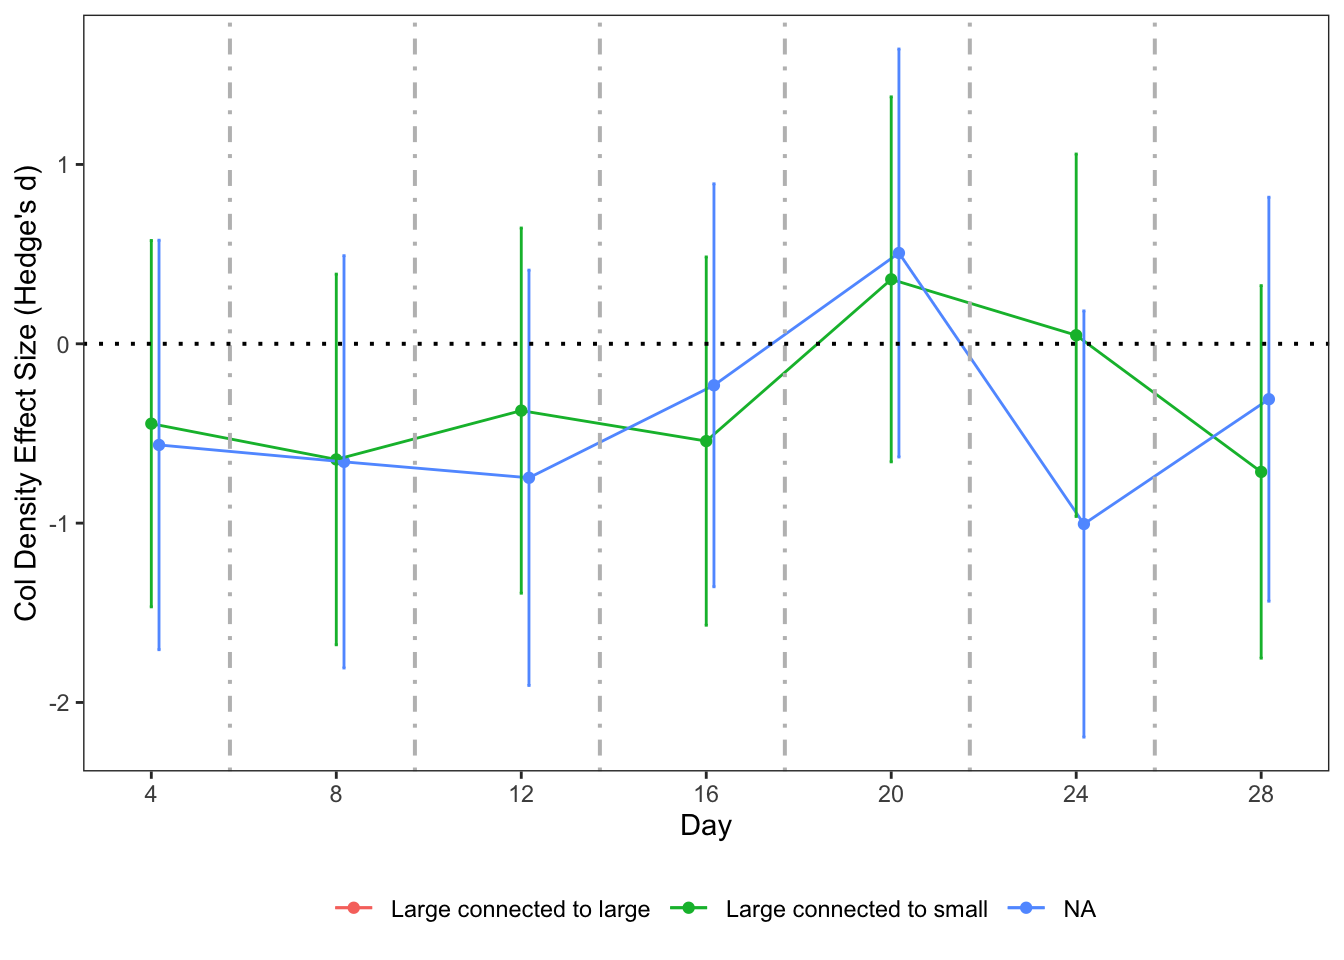 Col Density Effect Size (Hedge's d)
1
0
-1
-2
4 8 12 16 20 24 28
Day
Large connected to large Large connected to small NA